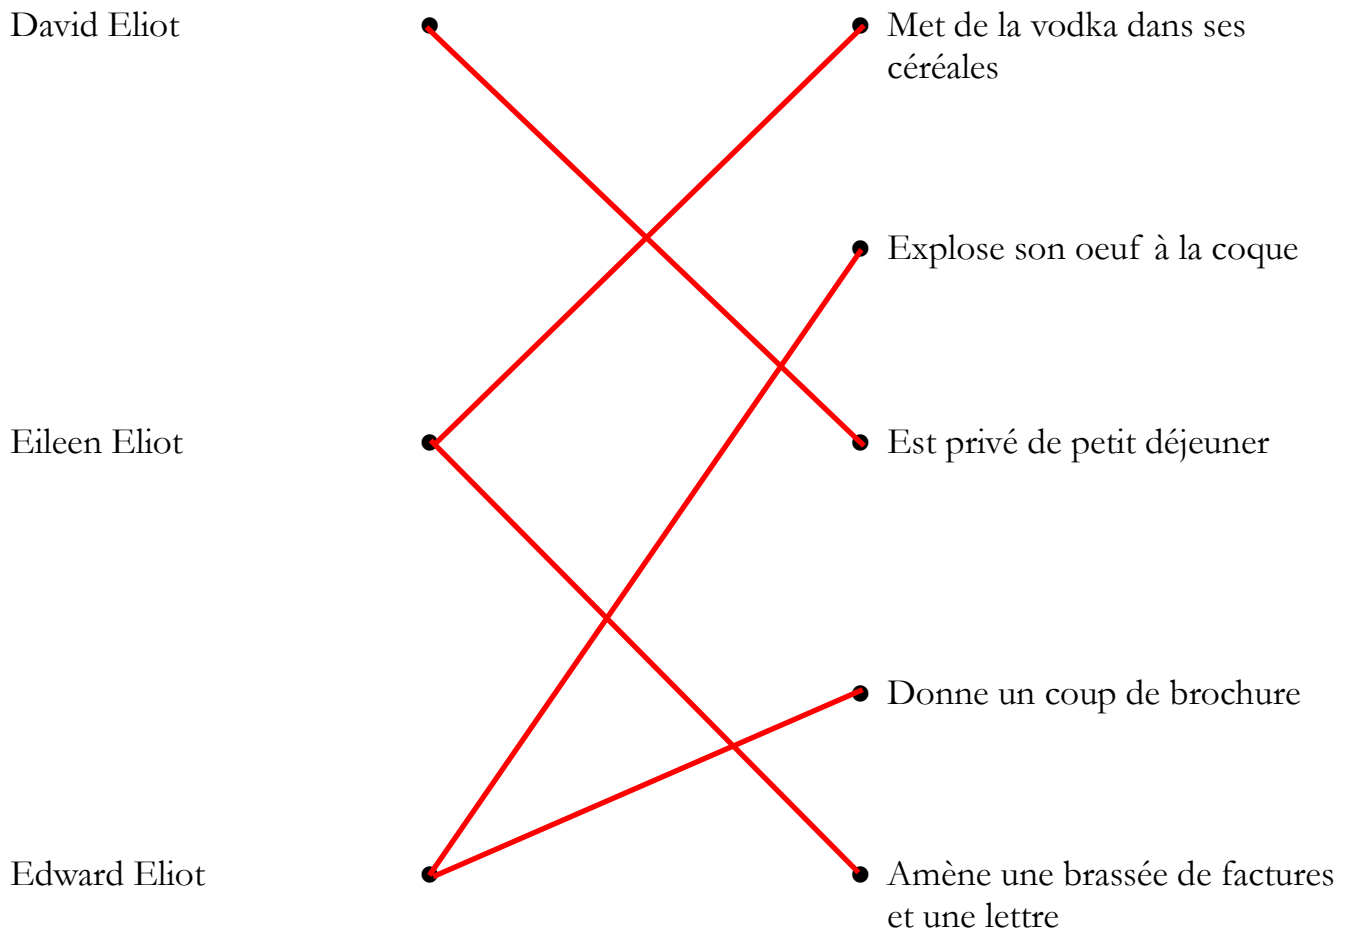 David Eliot
Met de la vodka dans ses
céréales
Explose son oeuf à la coque
Eileen Eliot
Est privé de petit déjeuner
Donne un coup de brochure
Edward Eliot
Amène une brassée de factures
et une lettre